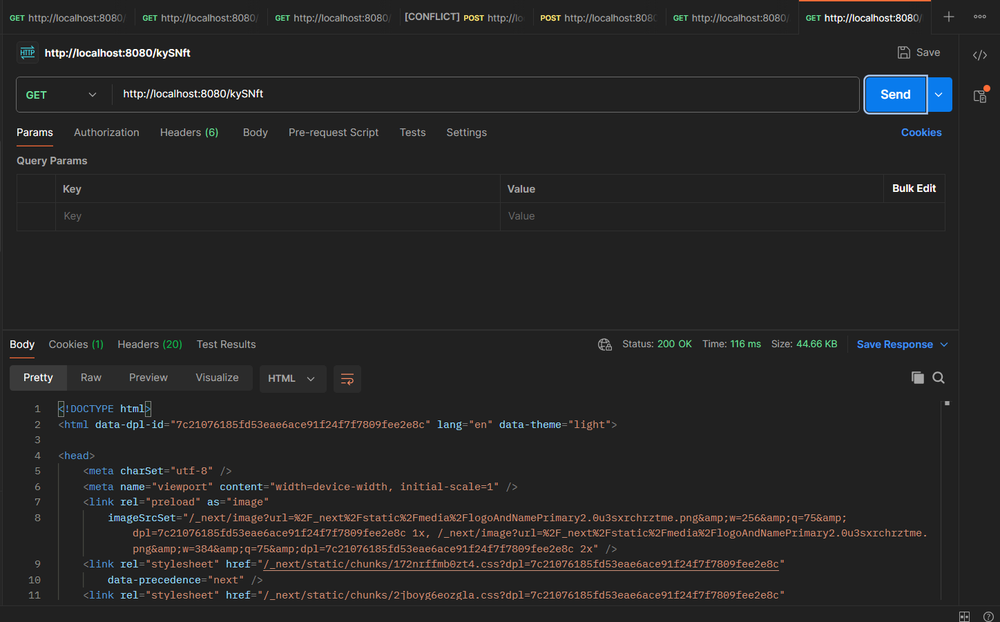 GET http://localhost:8080/ GET http://localhost:8080/ GET http://localhost:8080/ [CONFLICT] POST http://lo POST http://localhost:808 GET http://localhost:8080/ GET http://localhost:8080/
HTTP http://localhost:8080/kySNft Save
GET http://localhost:8080/kySNft Send
Params Authorization Headers (6) Body Pre-request Script Tests Settings Cookies
Query Params
Key Value Bulk Edit
Key Value
Body Cookies (1) Headers (20) Test Results Status: 200 OK Time: 116 ms Size: 44.66 KB Save Response
Pretty Raw Preview Visualize HTML
1 <!DOCTYPE html>
2 <html data-dpl-id="7c21076185fd53eae6ace91f24f7f7809fee2e8c" lang="en" data-theme="light">
3
4 <head>
5 <meta charSet="utf-8" />
6 <meta name="viewport" content="width=device-width, initial-scale=1" />
7 <link rel="preload" as="image"
8 imageSrcSet="/_next/image?url=%2F_next%2Fstatic%2Fmedia%2FlogoAndNamePrimary2.0u3sxrchrztme.png&amp;w=256&amp;q=75&amp;
dpl=7c21076185fd53eae6ace91f24f7f7809fee2e8c 1x, /_next/image?url=%2F_next%2Fstatic%2Fmedia%2FlogoAndNamePrimary2.0u3sxrchrztme.
png&amp;w=384&amp;q=75&amp;dpl=7c21076185fd53eae6ace91f24f7f7809fee2e8c 2x" />
9 <link rel="stylesheet" href="/_next/static/chunks/172nrffmb0zt4.css?dpl=7c21076185fd53eae6ace91f24f7f7809fee2e8c"
10 data-precedence="next" />
11 <link rel="stylesheet" href="/_next/static/chunks/2jboyg6eozgla.css?dpl=7c21076185fd53eae6ace91f24f7f7809fee2e8c"